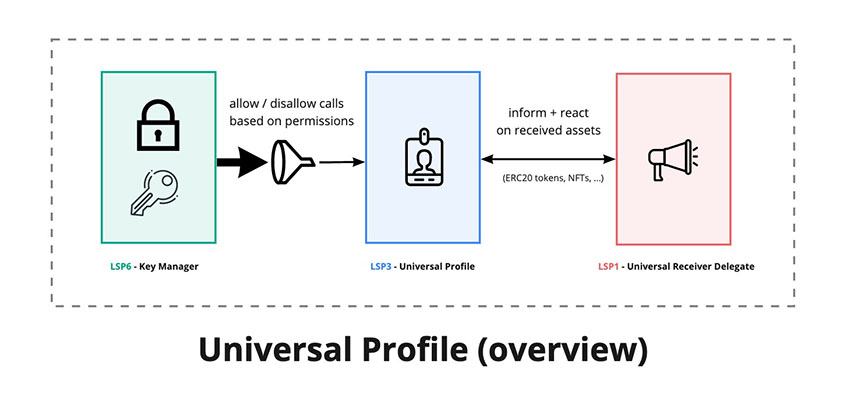 allow / disallow calls
based on permissions
inform + react
on received assets
(ERC20 tokens, NFTs, ...)
LSP6 - Key Manager
LSP3 - Universal Profile
LSP1 - Universal Receiver Delegate
Universal Profile (overview)